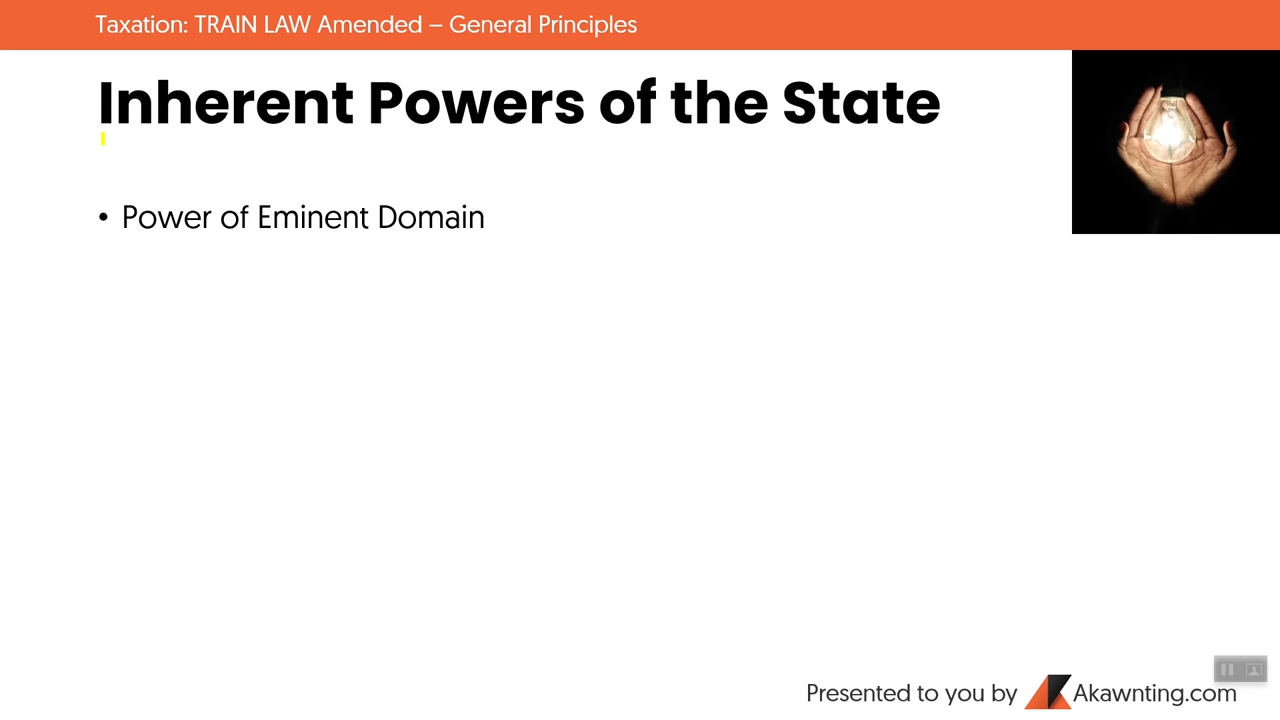 Taxation: TRAIN LAW Amended – General Principles
Inherent Powers of the State
• Power of Eminent Domain
Presented to you by Akawnting.com